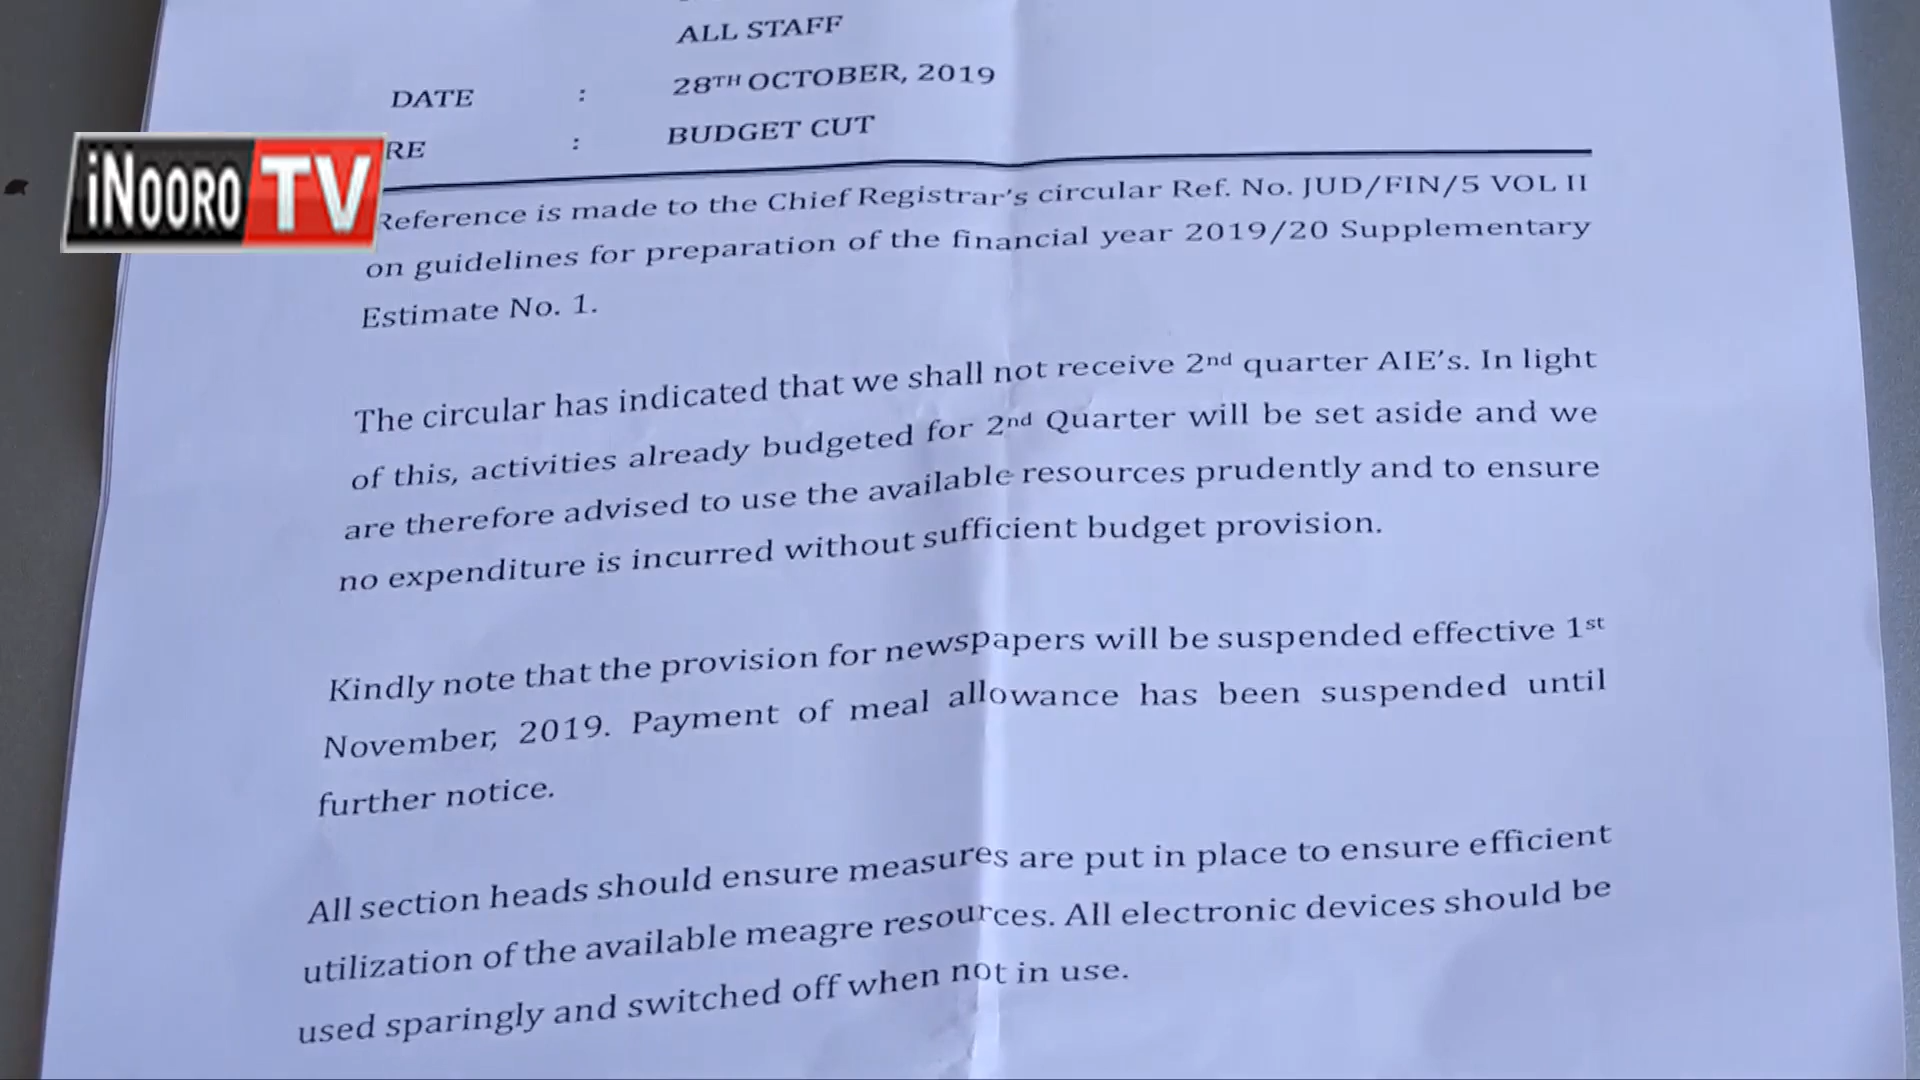 ALL STAFF
DATE : 28TH OCTOBER, 2019
RE : BUDGET CUT
iNOORO TV
Reference is made to the Chief Registrar's circular Ref. No. JUD/FIN/5 VOL II
on guidelines for preparation of the financial year 2019/20 Supplementary
Estimate No. 1.
The circular has indicated that we shall not receive 2nd quarter AIE's. In light
of this, activities already budgeted for 2nd Quarter will be set aside and we
are therefore advised to use the available resources prudently and to ensure
no expenditure is incurred without sufficient budget provision.
Kindly note that the provision for newspapers will be suspended effective 1st
November, 2019. Payment of meal allowance has been suspended until
further notice.
All section heads should ensure measures are put in place to ensure efficient
utilization of the available meagre resources. All electronic devices should be
used sparingly and switched off when not in use.